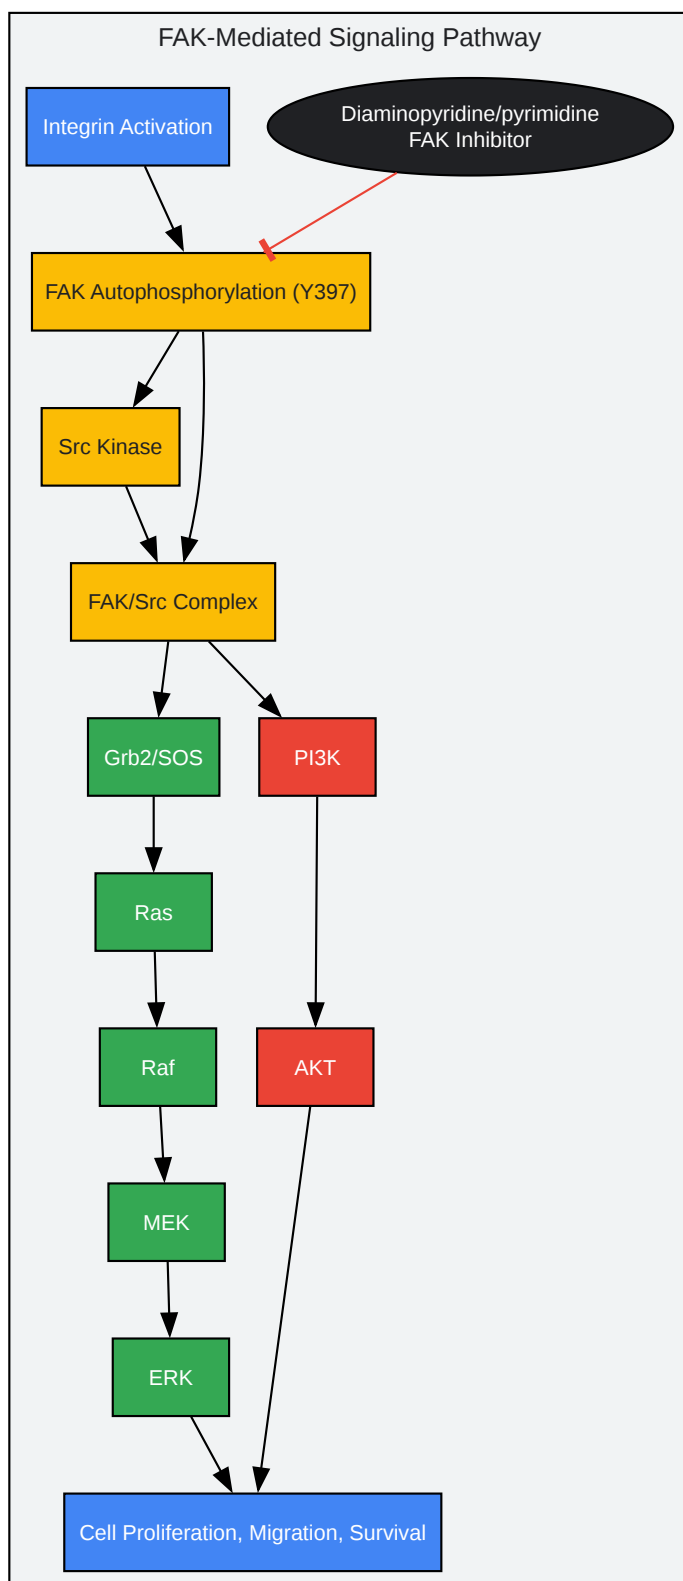 FAK-Mediated Signaling Pathway
Integrin Activation
Diaminopyridine/pyrimidine
FAK Inhibitor
FAK Autophosphorylation (Y397)
Src Kinase
FAK/Src Complex
Grb2/SOS
PI3K
Ras
Raf
AKT
MEK
ERK
Cell Proliferation, Migration, Survival